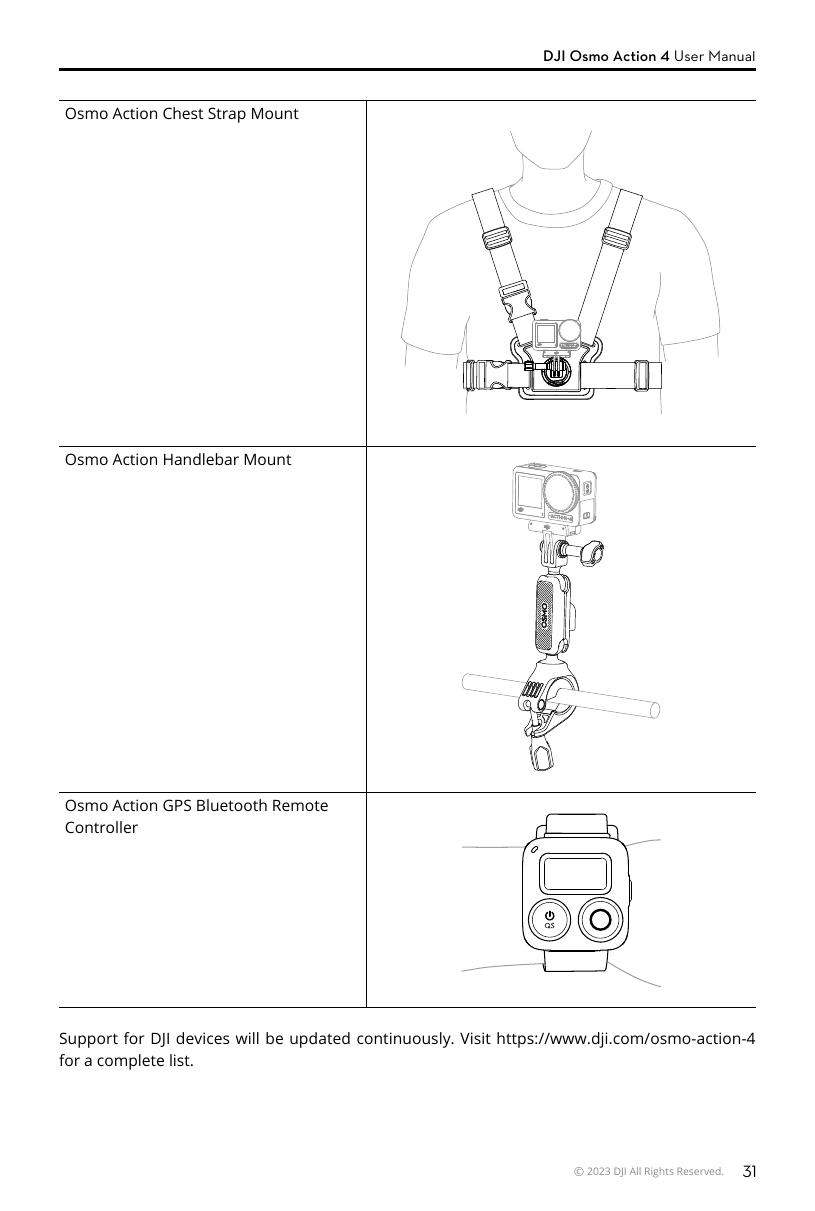 DJI Osmo Action 4 User Manual
Osmo Action Chest Strap Mount
Osmo Action Handlebar Mount
ACTION 4
OSMO
Osmo Action GPS Bluetooth Remote
Controller
QS
Support for DJI devices will be updated continuously. Visit https://www.dji.com/osmo-action-4
for a complete list.
© 2023 DJI All Rights Reserved. 31